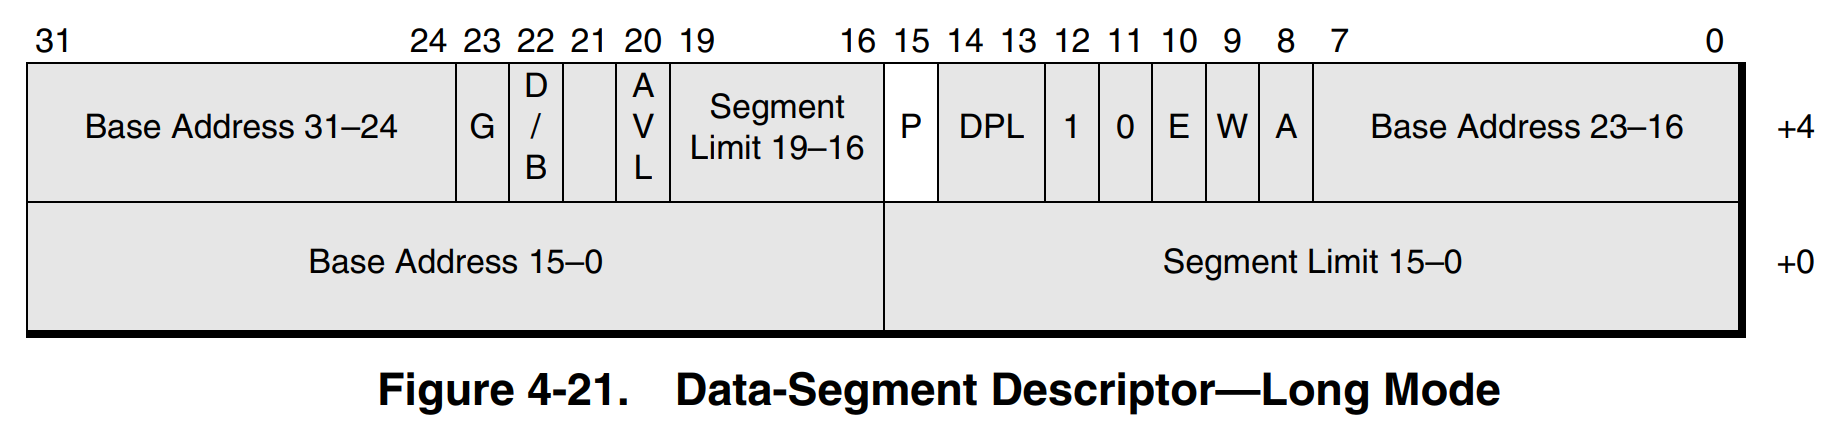 31 24 23 22 21 20 19 16 15 14 13 12 11 10 9 8 7 0
Base Address 31–24 G D/B AVL Segment Limit 19–16 P DPL 1 0 E W A Base Address 23–16 +4
Base Address 15–0 Segment Limit 15–0 +0
Figure 4-21. Data-Segment Descriptor—Long Mode